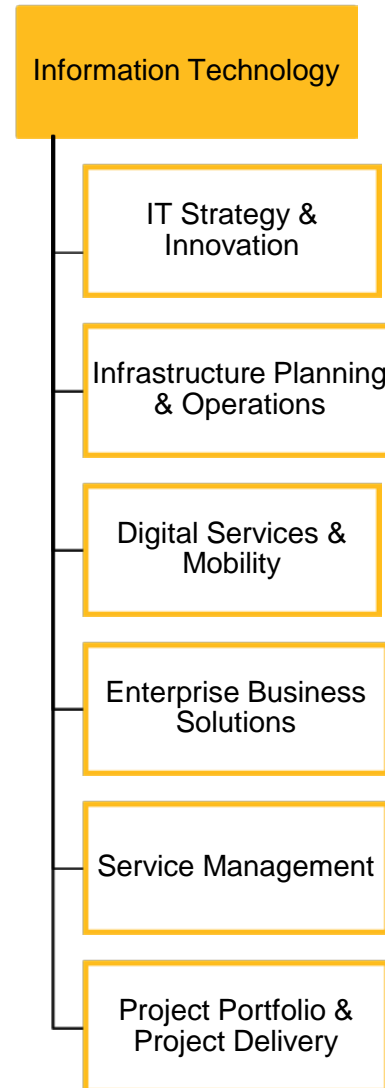 Information Technology
IT Strategy &
Innovation
Infrastructure Planning
& Operations
Digital Services &
Mobility
Enterprise Business
Solutions
Service Management
Project Portfolio &
Project Delivery